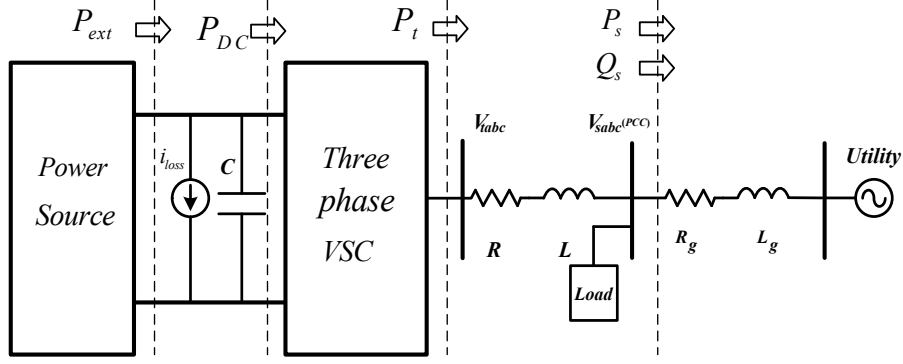 P_ext
P_DC
P_t
P_s
Q_s
V_tabc
V_sabc(PCC)
Utility
i_loss
C
Power
Source
Three
phase
VSC
R
L
R_g
L_g
Load